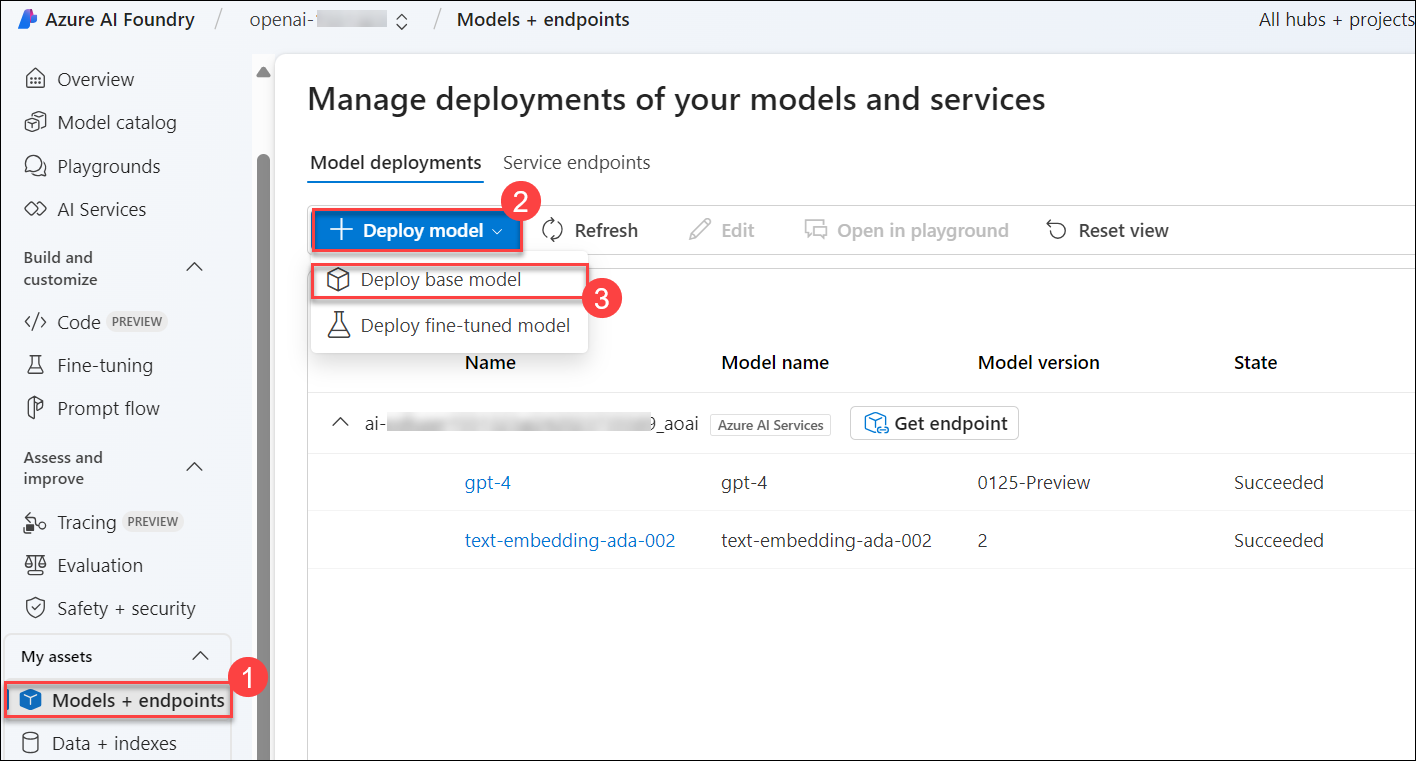 Azure AI Foundry / openai- / Models + endpoints All hubs + projects
Overview
Model catalog
Playgrounds
AI Services
Build and
customize
Code PREVIEW
Fine-tuning
Prompt flow
Assess and
improve
Tracing PREVIEW
Evaluation
Safety + security
My assets
1
Models + endpoints
Data + indexes
Manage deployments of your models and services
Model deployments Service endpoints
2
Deploy model Refresh Edit Open in playground Reset view
Deploy base model
3
Deploy fine-tuned model
Name Model name Model version State
ai- 9_aoai Azure AI Services Get endpoint
gpt-4 gpt-4 0125-Preview Succeeded
text-embedding-ada-002 text-embedding-ada-002 2 Succeeded